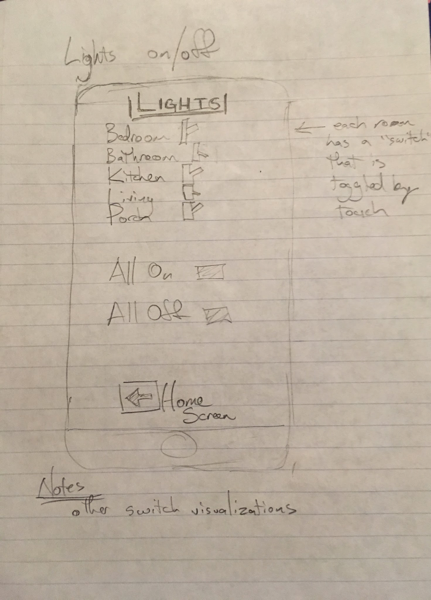 Lights on/off
LIGHTS
Bedroom
Bathroom
Kitchen
Living
Porch
← each room
has a "switch"
that is
toggled by
touch
All On
All Off
← Home
Screen
Notes
other switch visualizations